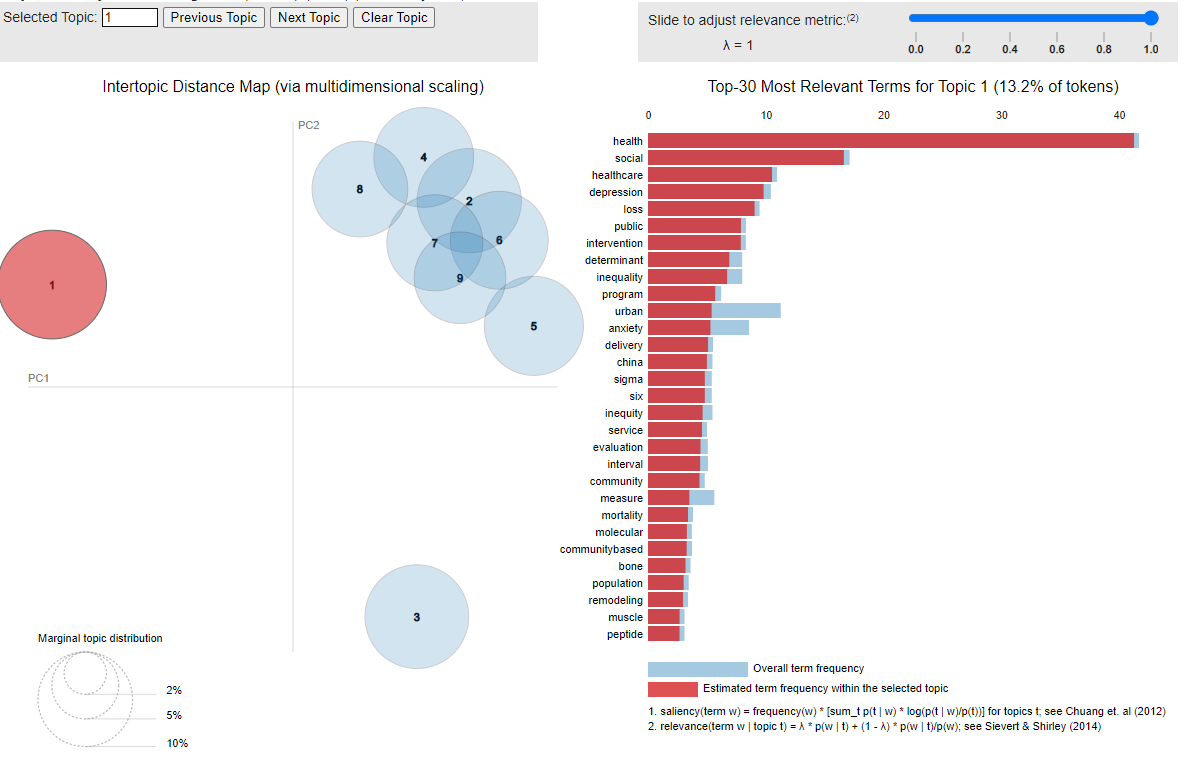 Selected Topic: 1 Previous Topic Next Topic Clear Topic
Slide to adjust relevance metric:(2)
λ = 1
0.0 0.2 0.4 0.6 0.8 1.0
Intertopic Distance Map (via multidimensional scaling)
PC2
PC1
4
8
2
7
6
1
9
5
3
Marginal topic distribution
2%
5%
10%
Top-30 Most Relevant Terms for Topic 1 (13.2% of tokens)
0 10 20 30 40
health
social
healthcare
depression
loss
public
intervention
determinant
inequality
program
urban
anxiety
delivery
china
sigma
six
inequity
service
evaluation
interval
community
measure
mortality
molecular
communitybased
bone
population
remodeling
muscle
peptide
Overall term frequency
Estimated term frequency within the selected topic
1. saliency(term w) = frequency(w) * [sum_t p(t | w) * log(p(t | w)/p(t))] for topics t; see Chuang et. al (2012)
2. relevance(term w | topic t) = λ * p(w | t) + (1 - λ) * p(w | t)/p(w); see Sievert & Shirley (2014)